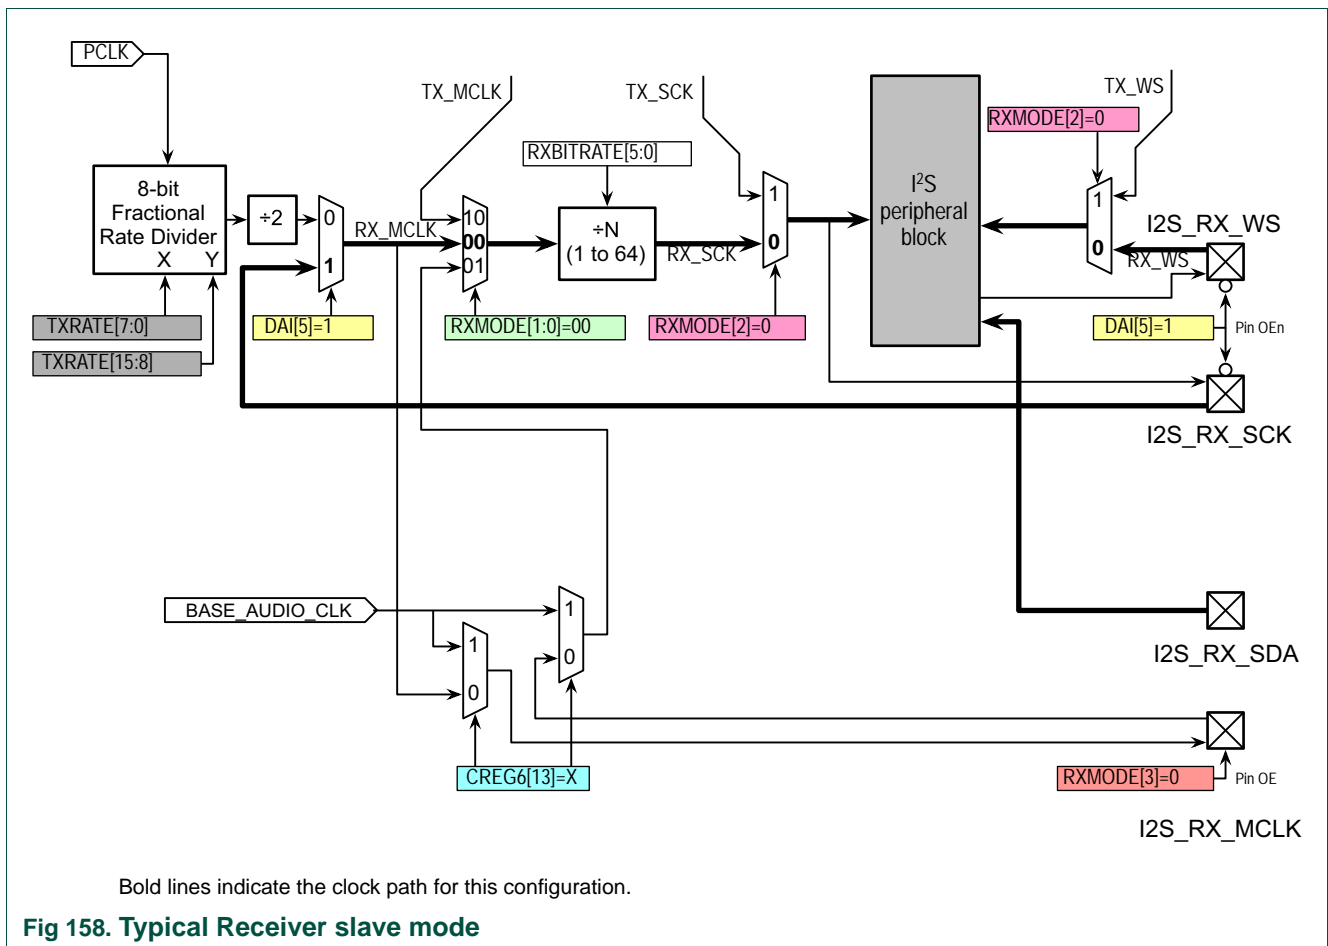 PCLK
TX_MCLK
TX_SCK
TX_WS
RXMODE[2]=0
RXBITRATE[5:0]
8-bit
Fractional
Rate Divider
X Y
÷2
0
1
RX_MCLK
10
00
01
÷N
(1 to 64)
RX_SCK
1
0
I²S
peripheral
block
1
0
I2S_RX_WS
RX_WS
TXRATE[7:0]
DAI[5]=1
RXMODE[1:0]=00
RXMODE[2]=0
DAI[5]=1
Pin OEn
TXRATE[15:8]
I2S_RX_SCK
BASE_AUDIO_CLK
1
0
1
0
I2S_RX_SDA
CREG6[13]=X
RXMODE[3]=0
Pin OE
I2S_RX_MCLK
Bold lines indicate the clock path for this configuration.
Fig 158. Typical Receiver slave mode